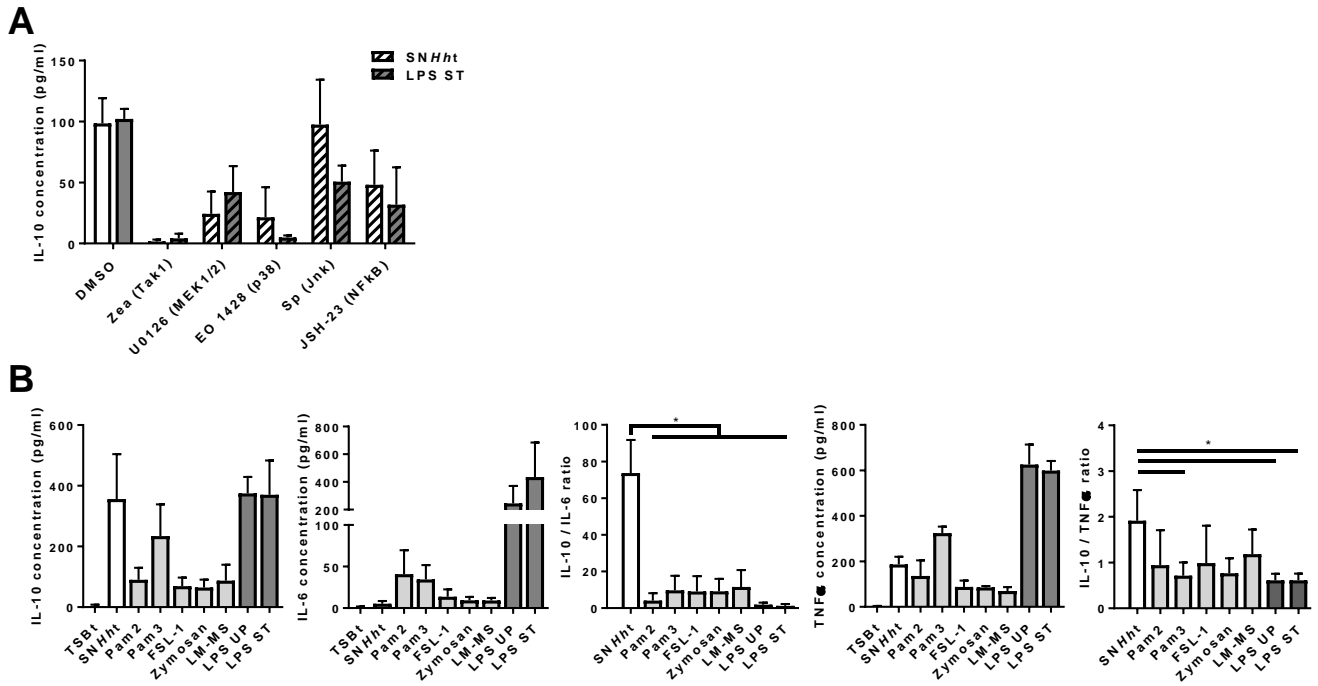 A
IL-10 concentration (pg/ml)
150
100
50
0
SNHht
LPS ST
DMSO
Zea (Tak1)
U0126 (MEK1/2)
EO 1428 (p38)
Sp (Jnk)
JSH-23 (NFkB)
B
IL-10 concentration (pg/ml)
600
400
200
0
TSBt
SNHht
Pam2
Pam3
FSL-1
Zymosan
LM-MS
LPS UP
LPS ST
IL-6 concentration (pg/ml)
800
600
400
200
100
50
0
TSBt
SNHht
Pam2
Pam3
FSL-1
Zymosan
LM-MS
LPS UP
LPS ST
IL-10 / IL-6 ratio
100
80
60
40
20
0
*
SNHht
Pam2
Pam3
FSL-1
Zymosan
LM-MS
LPS UP
LPS ST
TNF concentration (pg/ml)
800
600
400
200
0
TSBt
SNHht
Pam2
Pam3
FSL-1
Zymosan
LM-MS
LPS UP
LPS ST
IL-10 / TNF ratio
4
3
2
1
0
*
SNHht
Pam2
Pam3
FSL-1
Zymosan
LM-MS
LPS UP
LPS ST